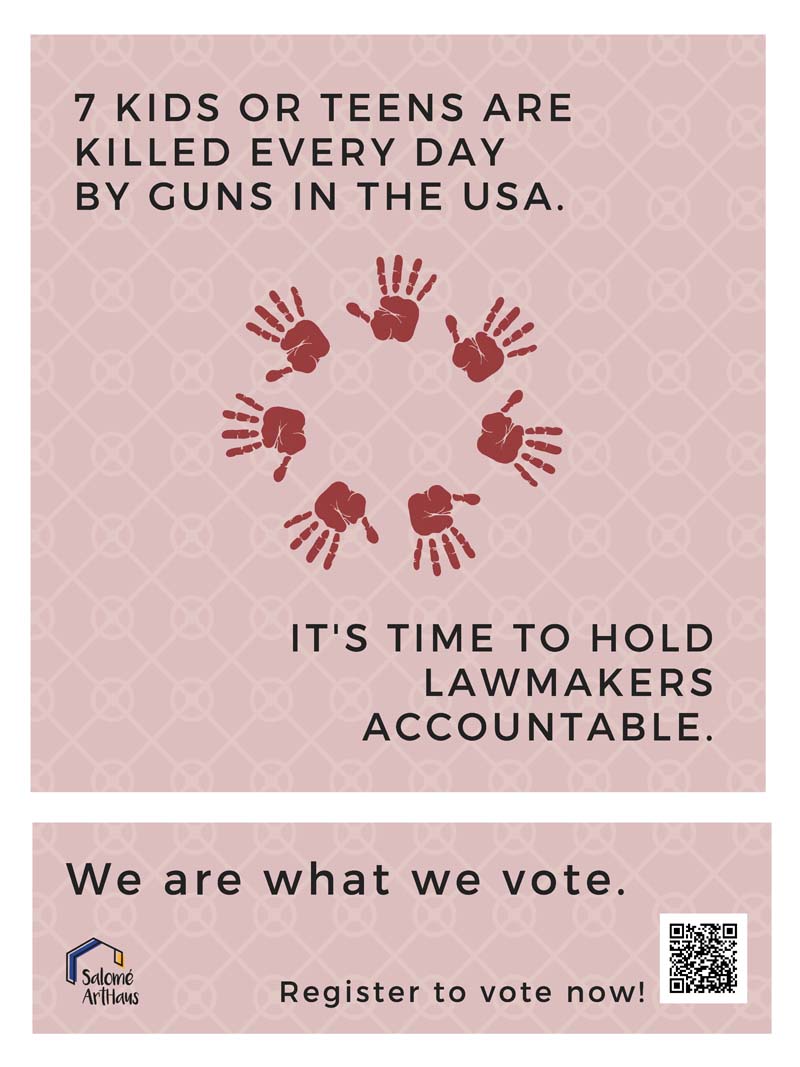 7 KIDS OR TEENS ARE
KILLED EVERY DAY
BY GUNS IN THE USA.
IT'S TIME TO HOLD
LAWMAKERS
ACCOUNTABLE.
We are what we vote.
Salomé
ArtHaus
Register to vote now!